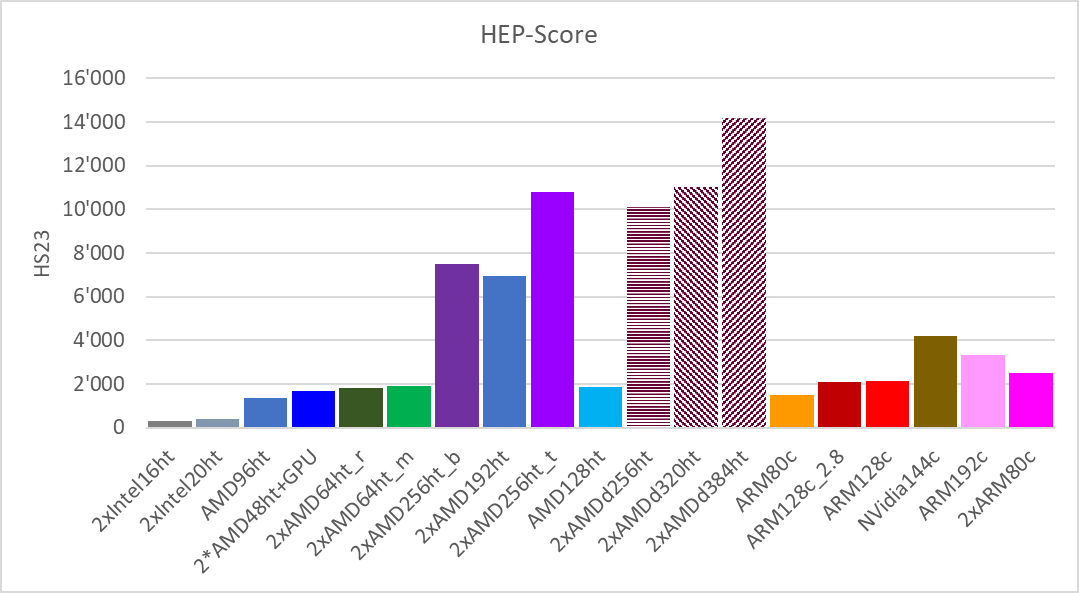 HEP-Score
16'000
14'000
12'000
10'000
8'000
6'000
4'000
2'000
0
HS23
2xIntel16ht
2xIntel20ht
AMD96ht
2*AMD48ht+GPU
2xAMD64ht_r
2xAMD64ht_m
2xAMD256ht_b
2xAMD192ht
2xAMD256ht_t
AMD128ht
2xAMDd256ht
2xAMDd320ht
2xAMDd384ht
ARM80c
ARM128c_2.8
ARM128c
NVidia144c
ARM192c
2xARM80c